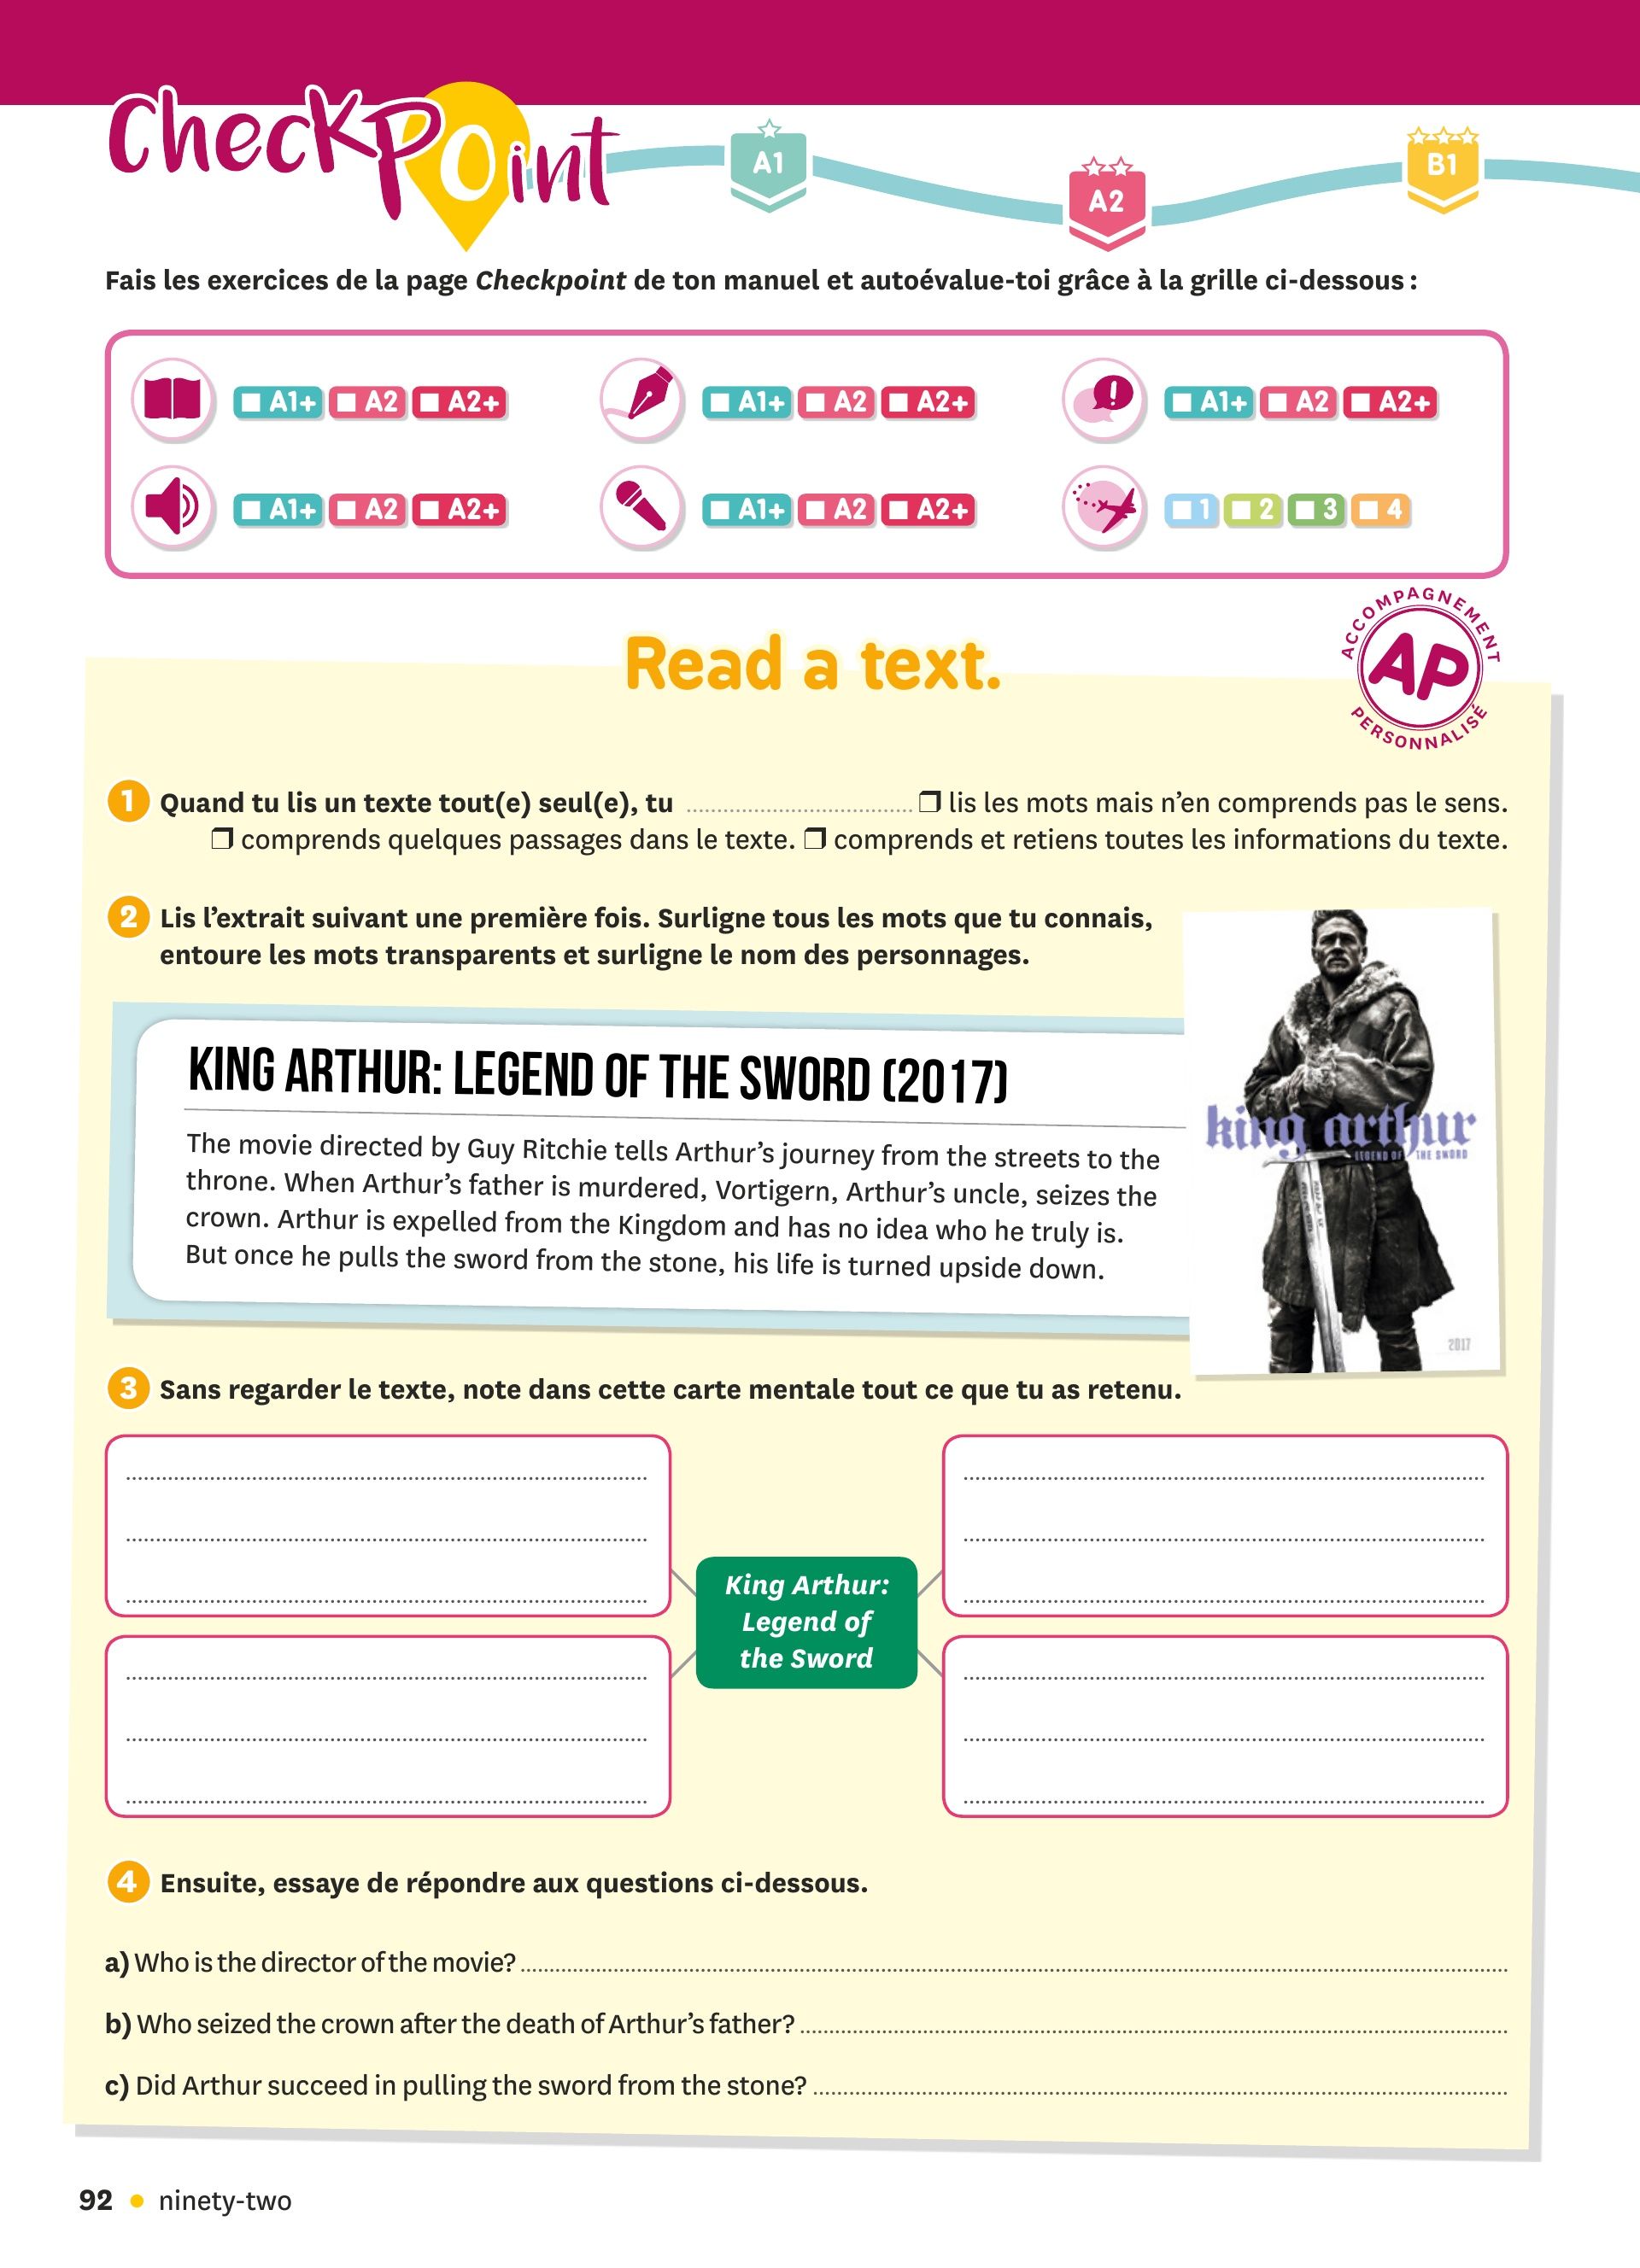 CheckPoint
A1
A2
B1
Fais les exercices de la page Checkpoint de ton manuel et autoévalue-toi grâce à la grille ci-dessous :
A1+ A2 A2+
A1+ A2 A2+
A1+ A2 A2+
A1+ A2 A2+
A1+ A2 A2+
1 2 3 4
Read a text.
ACCOMPAGNEMENT
AP
PERSONNALISÉ
1 Quand tu lis un texte tout(e) seul(e), tu ............................ ❒ lis les mots mais n'en comprends pas le sens.
❒ comprends quelques passages dans le texte. ❒ comprends et retiens toutes les informations du texte.
2 Lis l'extrait suivant une première fois. Surligne tous les mots que tu connais,
entoure les mots transparents et surligne le nom des personnages.
KING ARTHUR: LEGEND OF THE SWORD (2017)
The movie directed by Guy Ritchie tells Arthur's journey from the streets to the
throne. When Arthur's father is murdered, Vortigern, Arthur's uncle, seizes the
crown. Arthur is expelled from the Kingdom and has no idea who he truly is.
But once he pulls the sword from the stone, his life is turned upside down.
king arthur
LEGEND OF THE SWORD
2017
3 Sans regarder le texte, note dans cette carte mentale tout ce que tu as retenu.
King Arthur:
Legend of
the Sword
4 Ensuite, essaye de répondre aux questions ci-dessous.
a) Who is the director of the movie?
b) Who seized the crown after the death of Arthur's father?
c) Did Arthur succeed in pulling the sword from the stone?
92 • ninety-two